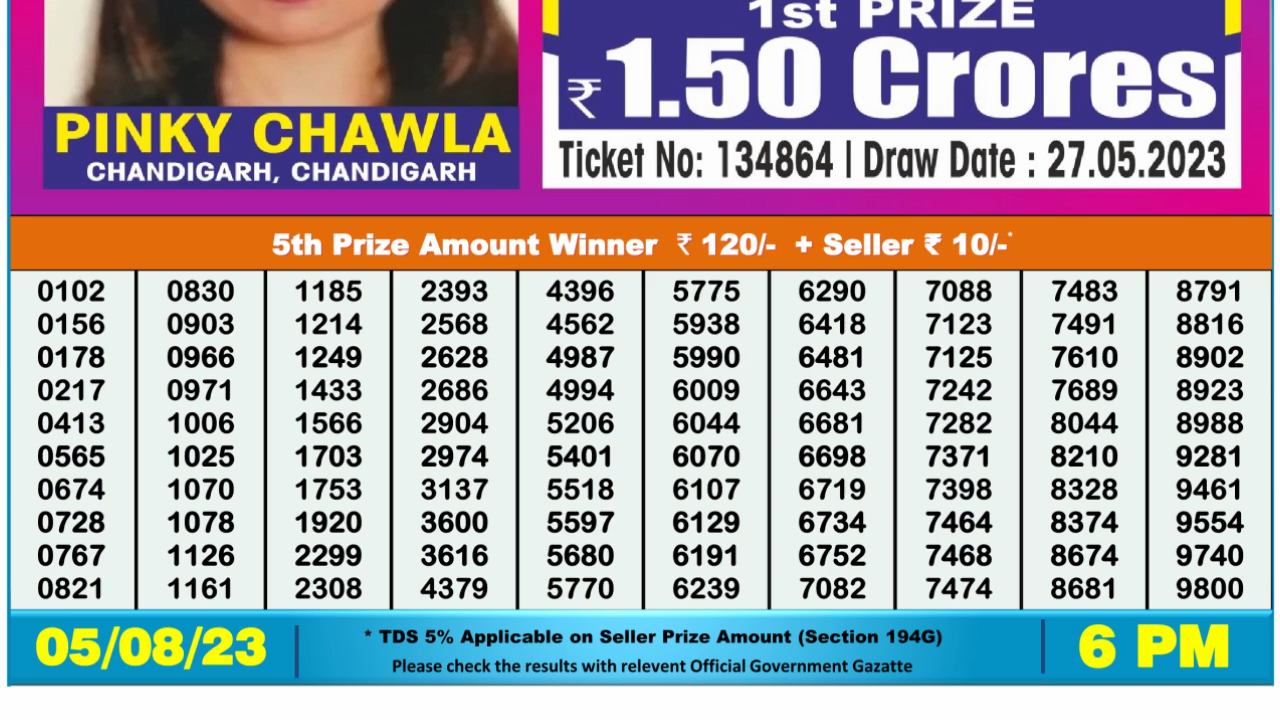 1st PRIZE
₹ 1.50 Crores
PINKY CHAWLA
CHANDIGARH, CHANDIGARH
Ticket No: 134864 | Draw Date : 27.05.2023
5th Prize Amount Winner ₹ 120/- + Seller ₹ 10/-*
0102 0830 1185 2393 4396 5775 6290 7088 7483 8791
0156 0903 1214 2568 4562 5938 6418 7123 7491 8816
0178 0966 1249 2628 4987 5990 6481 7125 7610 8902
0217 0971 1433 2686 4994 6009 6643 7242 7689 8923
0413 1006 1566 2904 5206 6044 6681 7282 8044 8988
0565 1025 1703 2974 5401 6070 6698 7371 8210 9281
0674 1070 1753 3137 5518 6107 6719 7398 8328 9461
0728 1078 1920 3600 5597 6129 6734 7464 8374 9554
0767 1126 2299 3616 5680 6191 6752 7468 8674 9740
0821 1161 2308 4379 5770 6239 7082 7474 8681 9800
05/08/23
* TDS 5% Applicable on Seller Prize Amount (Section 194G)
Please check the results with relevent Official Government Gazatte
6 PM